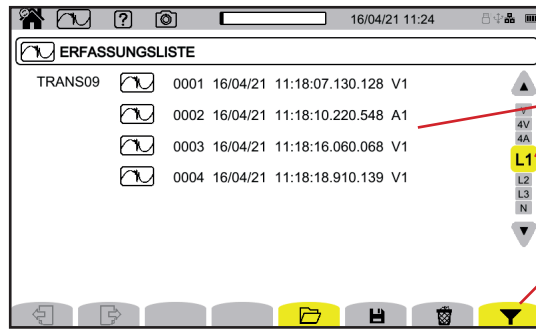 16/04/21 11:24
ERFASSUNGSLISTE
TRANS09 0001 16/04/21 11:18:07.130.128 V1
0002 16/04/21 11:18:10.220.548 A1
0003 16/04/21 11:18:16.060.068 V1
0004 16/04/21 11:18:18.910.139 V1
4V
4A
L1
L2
L3
N